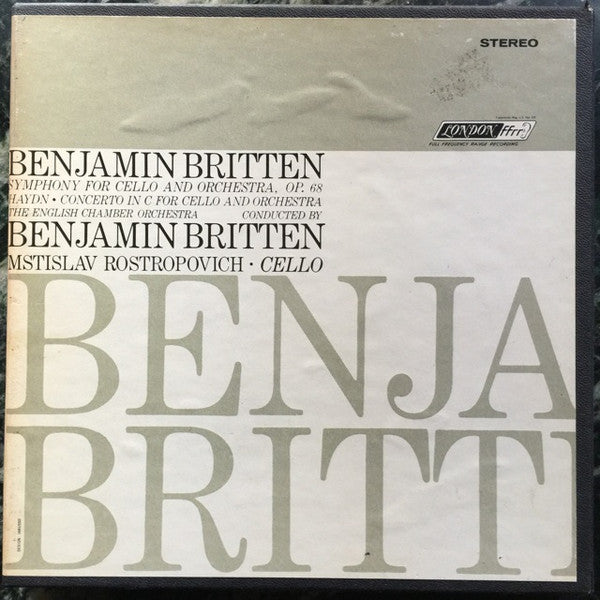 STEREO
LONDON ffrr
FULL FREQUENCY RANGE RECORDING
BENJAMIN BRITTEN
SYMPHONY FOR CELLO AND ORCHESTRA, OP. 68
HAYDN • CONCERTO IN C FOR CELLO AND ORCHESTRA
THE ENGLISH CHAMBER ORCHESTRA CONDUCTED BY
BENJAMIN BRITTEN
MSTISLAV ROSTROPOVICH • CELLO
BENJA
BRITT